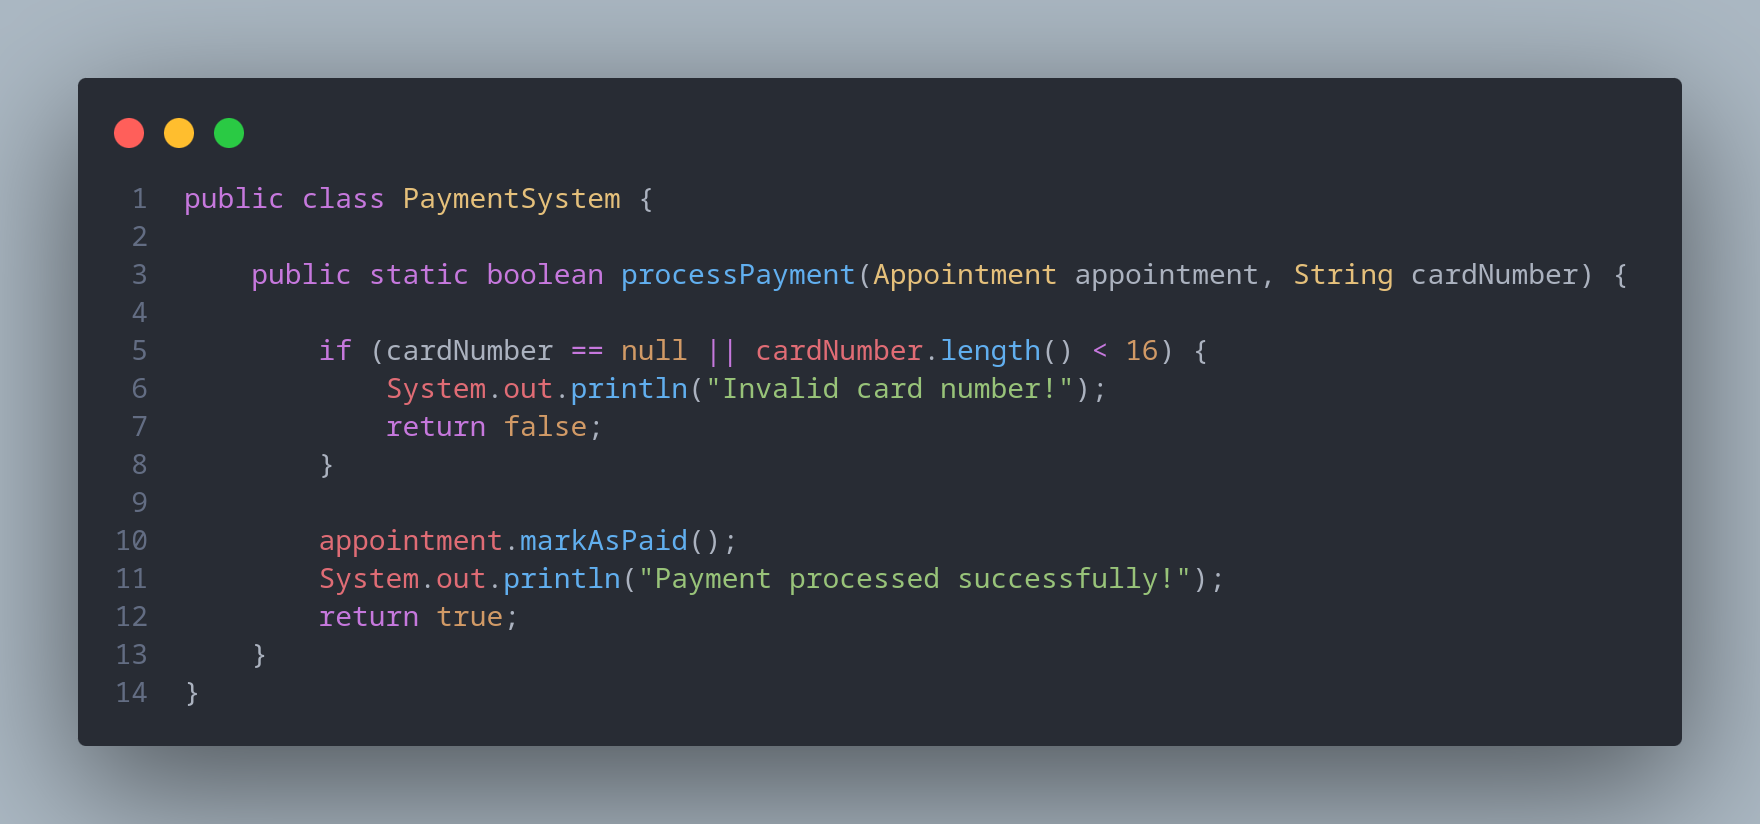 1 public class PaymentSystem {
2
3     public static boolean processPayment(Appointment appointment, String cardNumber) {
4
5         if (cardNumber == null || cardNumber.length() < 16) {
6             System.out.println("Invalid card number!");
7             return false;
8         }
9
10         appointment.markAsPaid();
11         System.out.println("Payment processed successfully!");
12         return true;
13     }
14 }